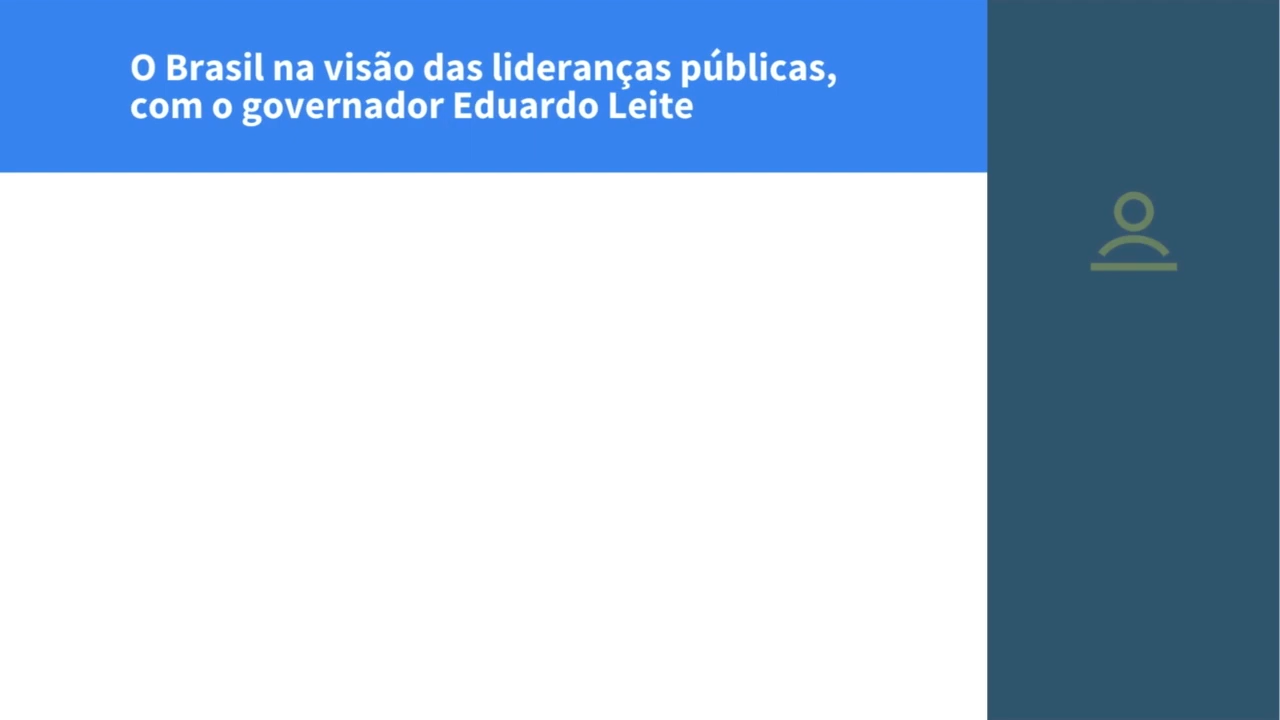 O Brasil na visão das lideranças públicas,
com o governador Eduardo Leite